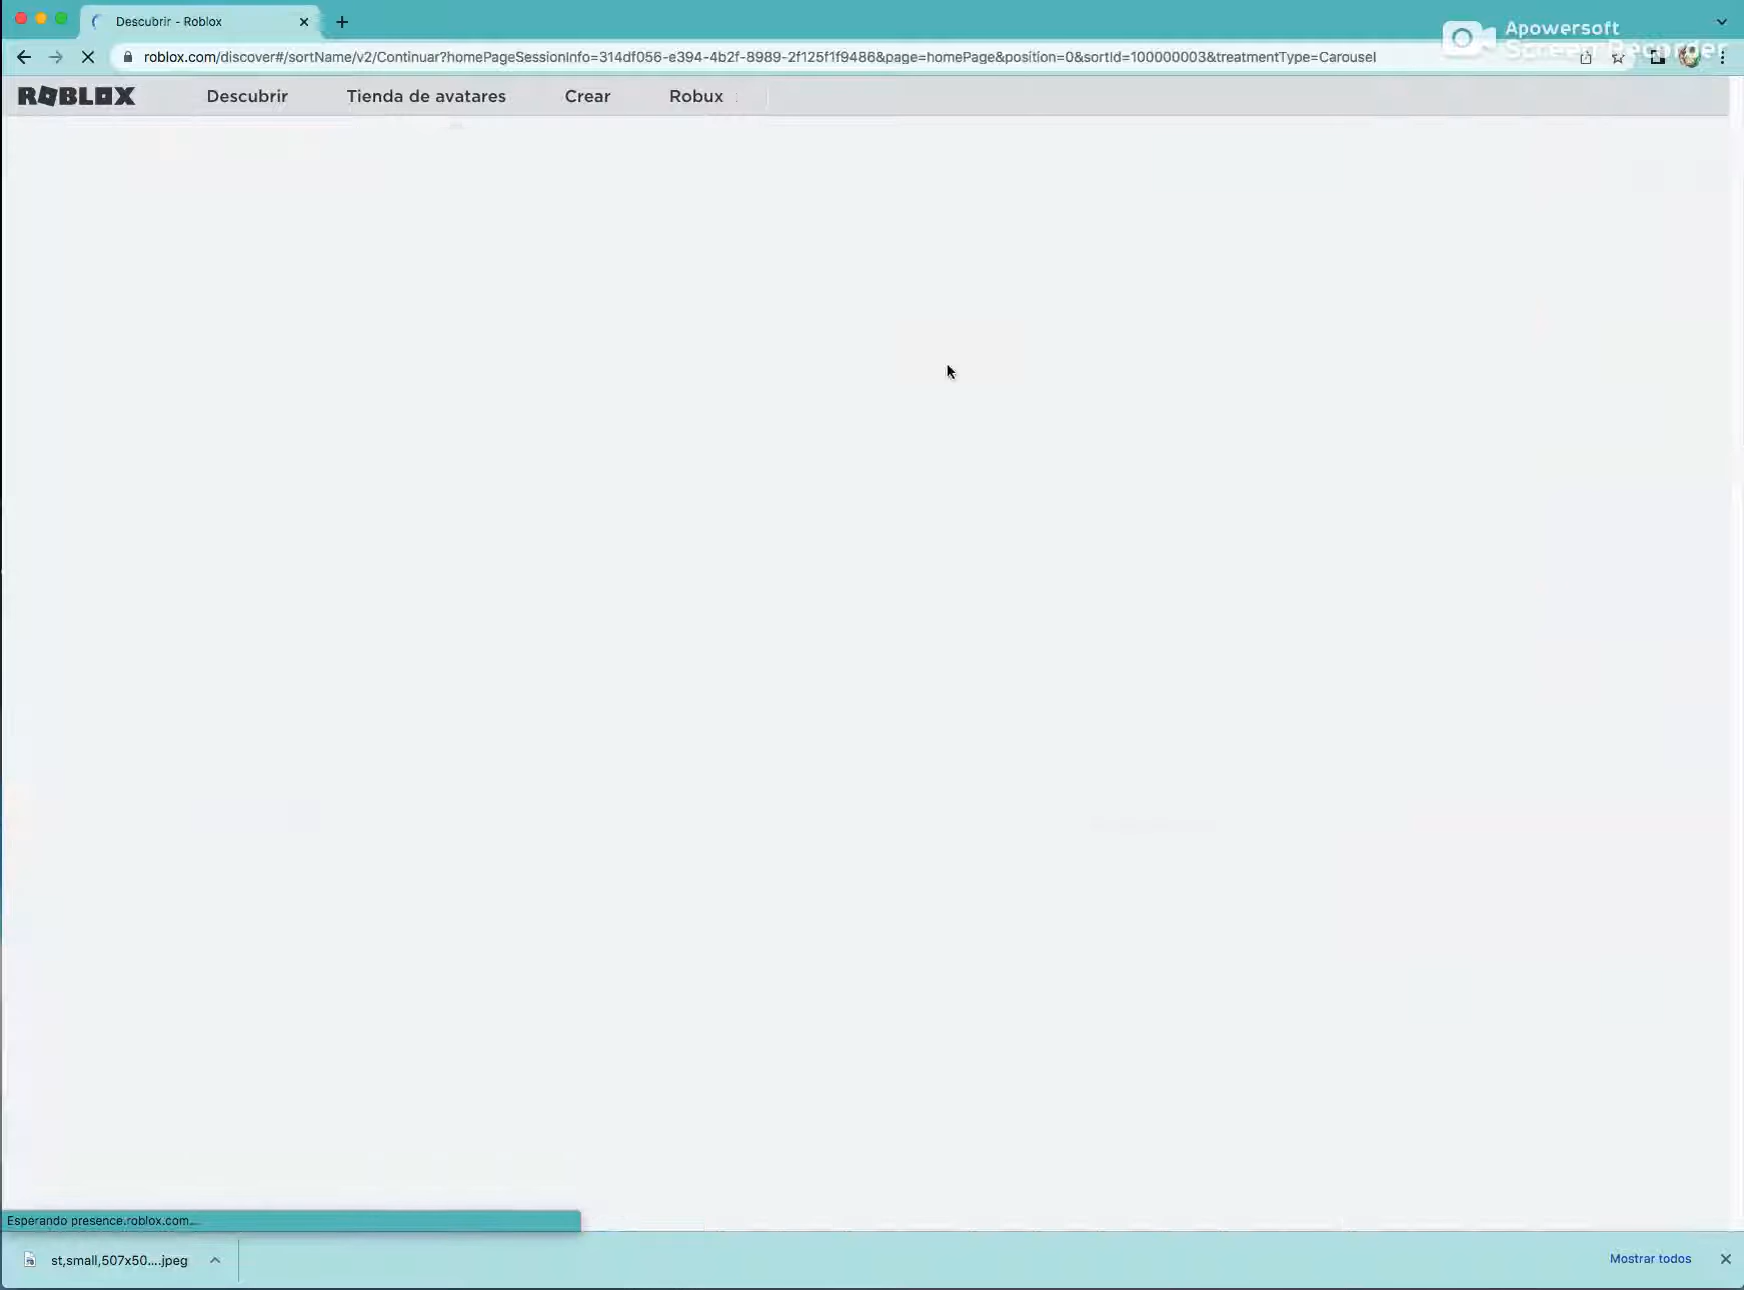 Descubrir - Roblox
Apowersoft
Screen Recorder
roblox.com/discover#/sortName/v2/Continuar?homePageSessionInfo=314df056-e394-4b2f-8989-2f125f1f9486&page=homePage&position=0&sortId=100000003&treatmentType=Carousel
ROBLOX
Descubrir
Tienda de avatares
Crear
Robux
Esperando presence.roblox.com...
st,small,507x50....jpeg
Mostrar todos